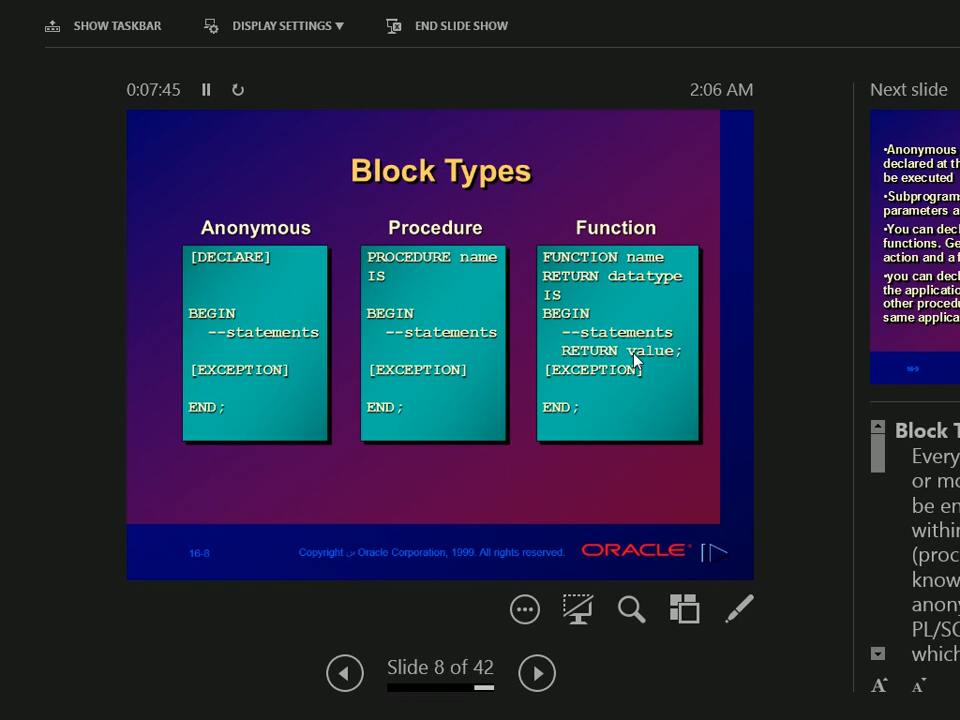 SHOW TASKBAR
DISPLAY SETTINGS ▼
END SLIDE SHOW
0:07:45
2:06 AM
Next slide
Block Types
Anonymous
[DECLARE]
BEGIN
--statements
[EXCEPTION]
END;
Procedure
PROCEDURE name
IS
BEGIN
--statements
[EXCEPTION]
END;
Function
FUNCTION name
RETURN datatype
IS
BEGIN
--statements
RETURN value;
[EXCEPTION]
END;
16-8
Copyright س Oracle Corporation, 1999. All rights reserved.
ORACLE®
Slide 8 of 42
•Anonymous
declared at th
be executed
•Subprogram
parameters a
•You can decl
functions. Ge
action and a f
•you can decl
the applicatio
other procedu
same applica
16-9
Block T
Every
or mo
be en
within
(proc
know
anony
PL/SQ
which
A A